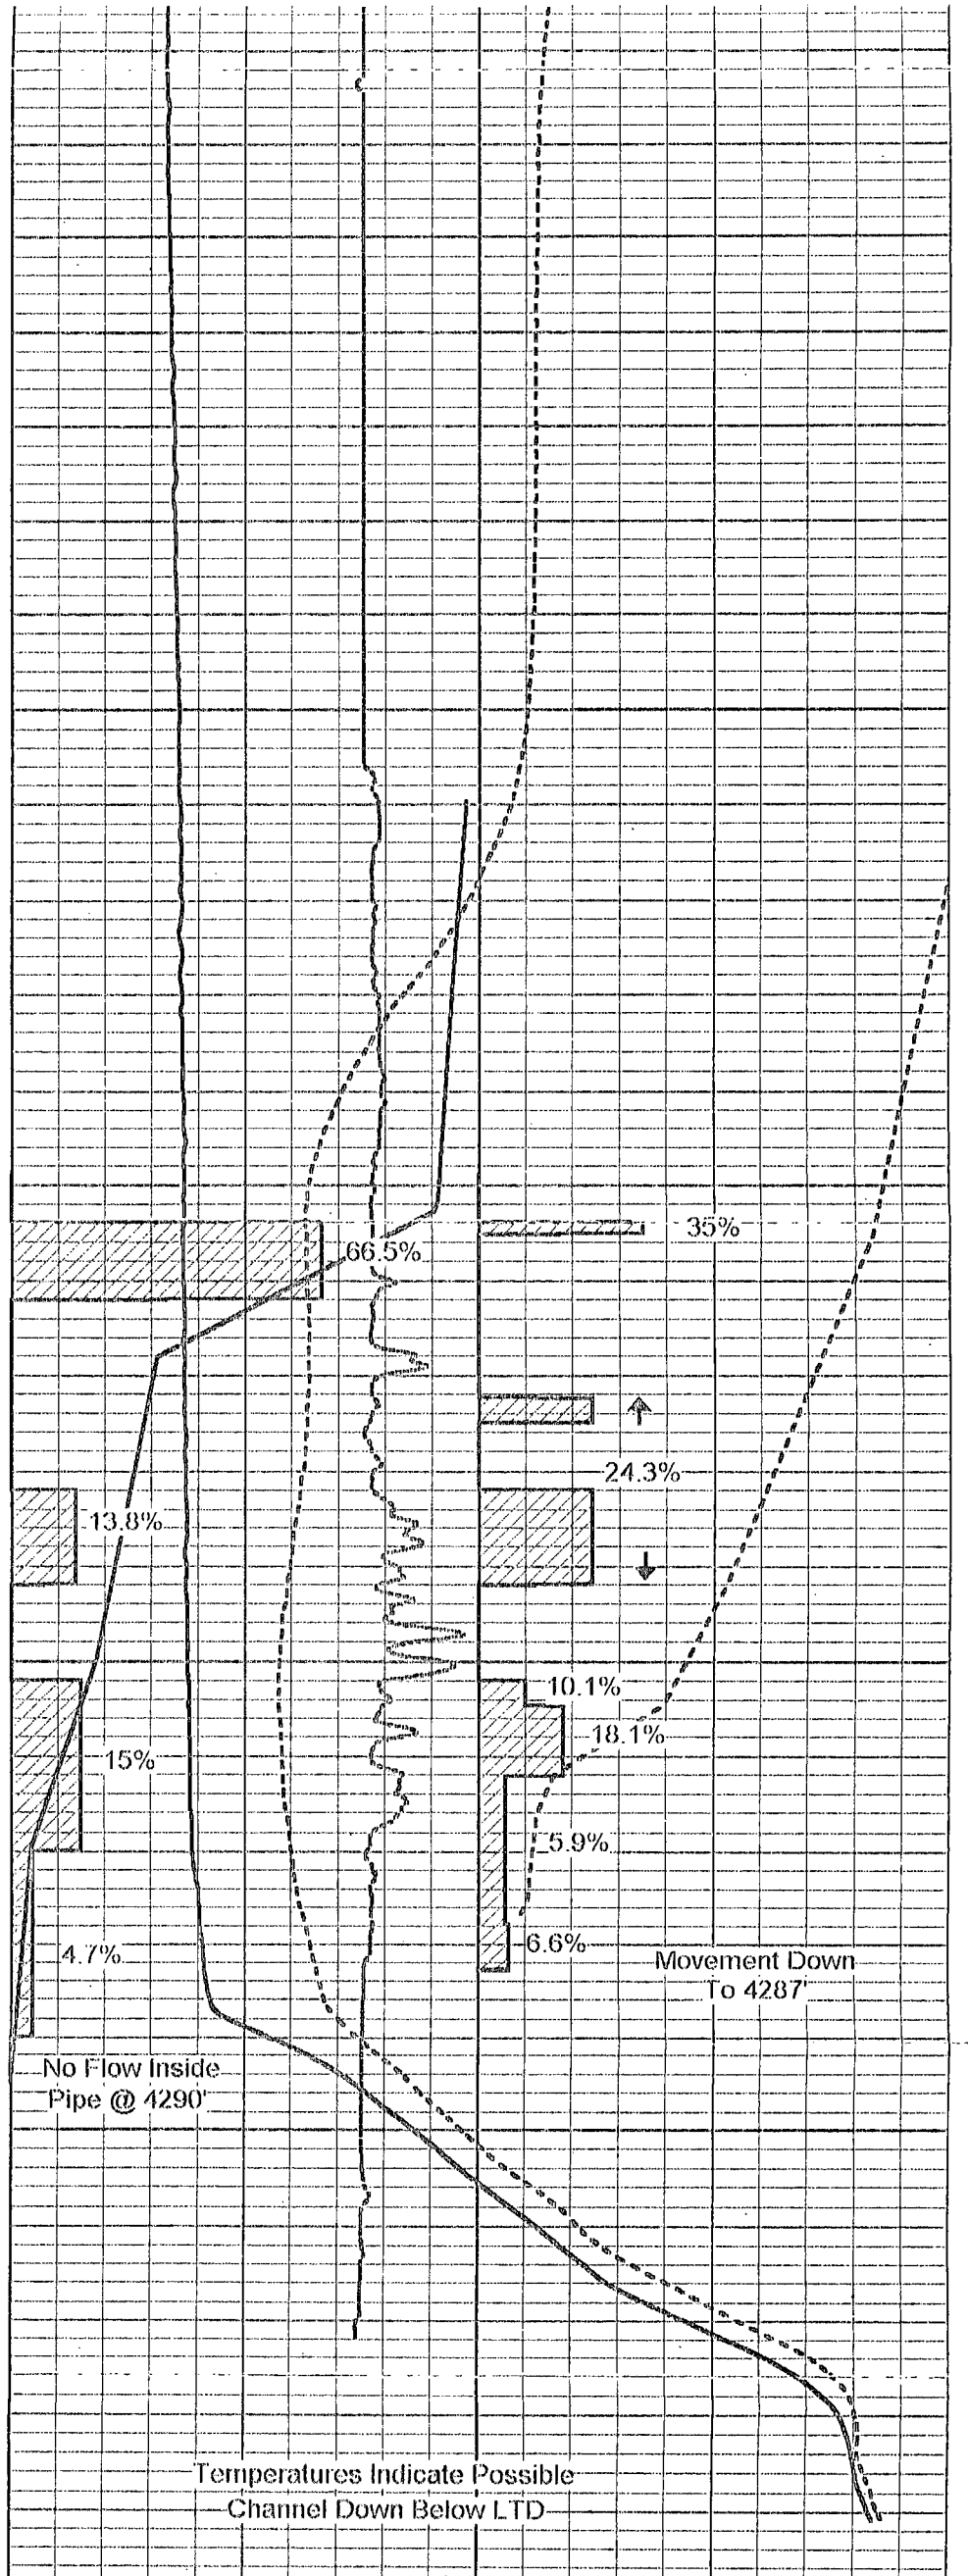 35%
66.5%
24.3%
13.8%
10.1%
18.1%
15%
5.9%
6.6%
4.7%
Movement Down
To 4287'
No Flow Inside
Pipe @ 4290'
Temperatures Indicate Possible
Channel Down Below LTD